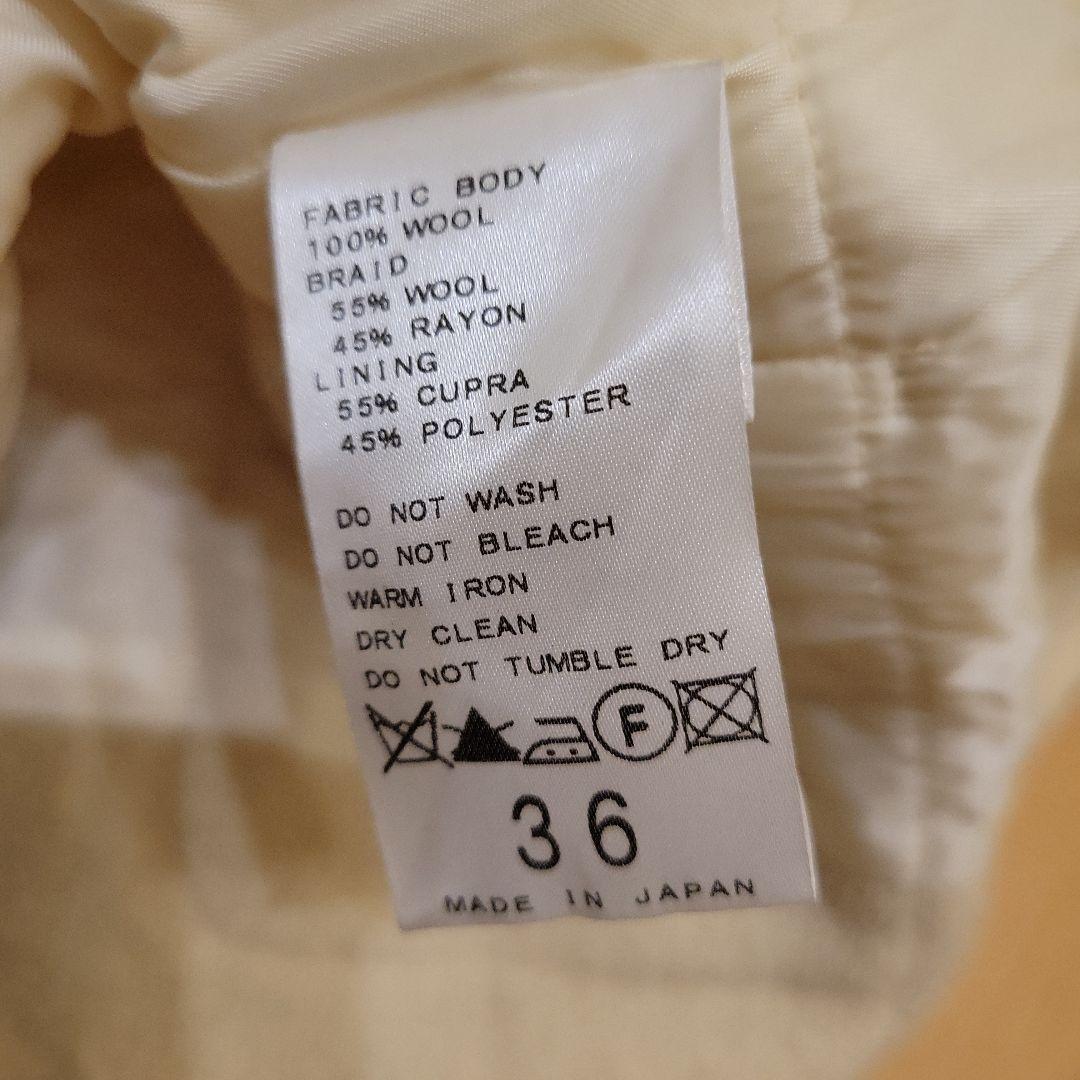 FABRIC BODY
100% WOOL
BRAID
55% WOOL
45% RAYON
LINING
55% CUPRA
45% POLYESTER
DO NOT WASH
DO NOT BLEACH
WARM IRON
DRY CLEAN
DO NOT TUMBLE DRY
F
36
MADE IN JAPAN